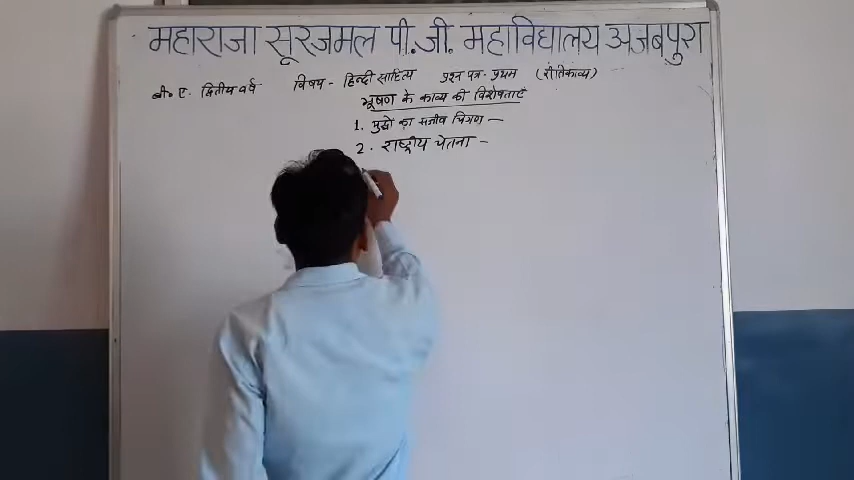 महाराजा सूरजमल पी.जी. महाविद्यालय अजबपुरा
बी॰ ए. द्वितीय वर्ष विषय - हिन्दी साहित्य प्रश्न पत्र - प्रथम (रीतिकाव्य)
भूषण के काव्य की विशेषताएँ
1. युद्धो का सजीव चित्रण —
2. राष्ट्रीय चेतना -